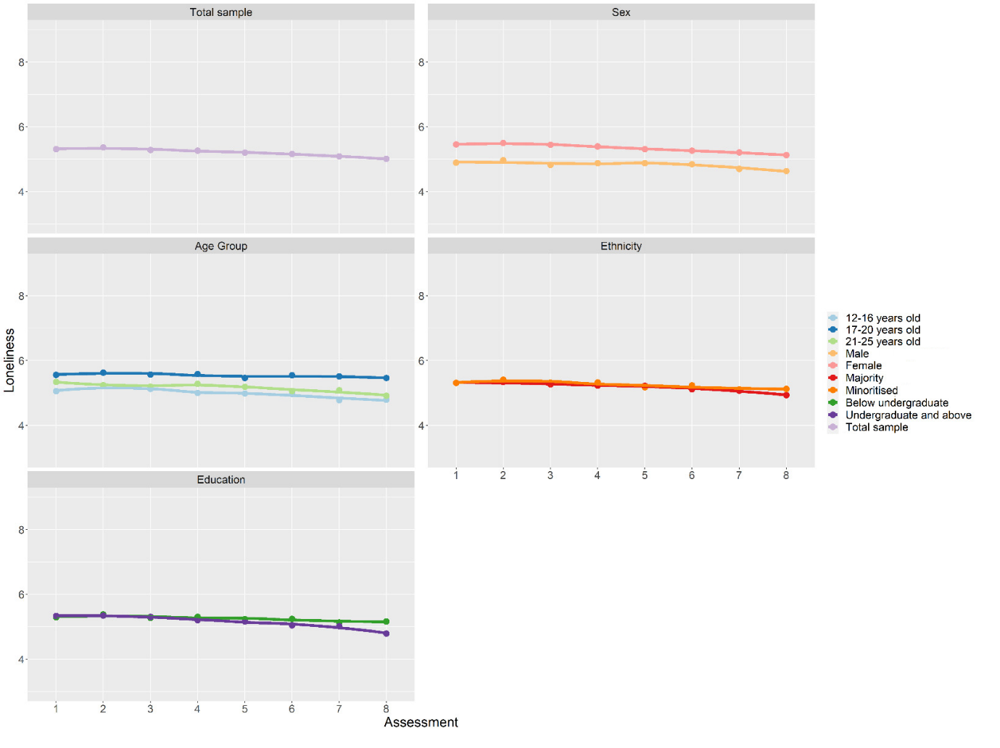 Total sample
Sex
8
6
4
8
6
4
Age Group
Ethnicity
8
6
4
8
6
4
1 2 3 4 5 6 7 8
Education
8
6
4
1 2 3 4 5 6 7 8
Loneliness
Assessment
12-16 years old
17-20 years old
21-25 years old
Male
Female
Majority
Minoritised
Below undergraduate
Undergraduate and above
Total sample